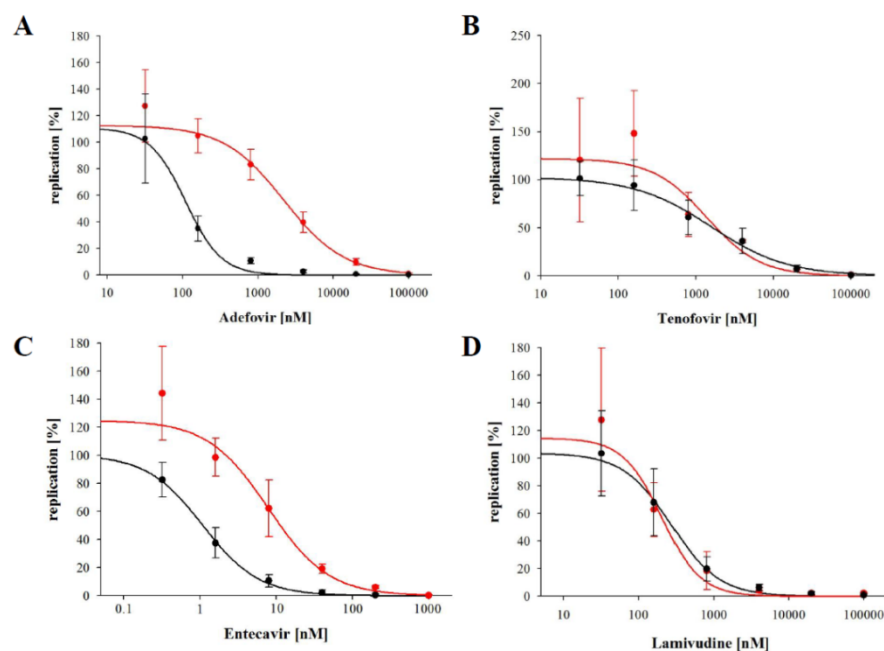 A
replication [%]
180
160
140
120
100
80
60
40
20
0
10 100 1000 10000 100000
Adefovir [nM]
B
replication [%]
250
200
150
100
50
0
10 100 1000 10000 100000
Tenofovir [nM]
C
replication [%]
180
160
140
120
100
80
60
40
20
0
0.1 1 10 100 1000
Entecavir [nM]
D
replication [%]
180
160
140
120
100
80
60
40
20
0
10 100 1000 10000 100000
Lamivudine [nM]